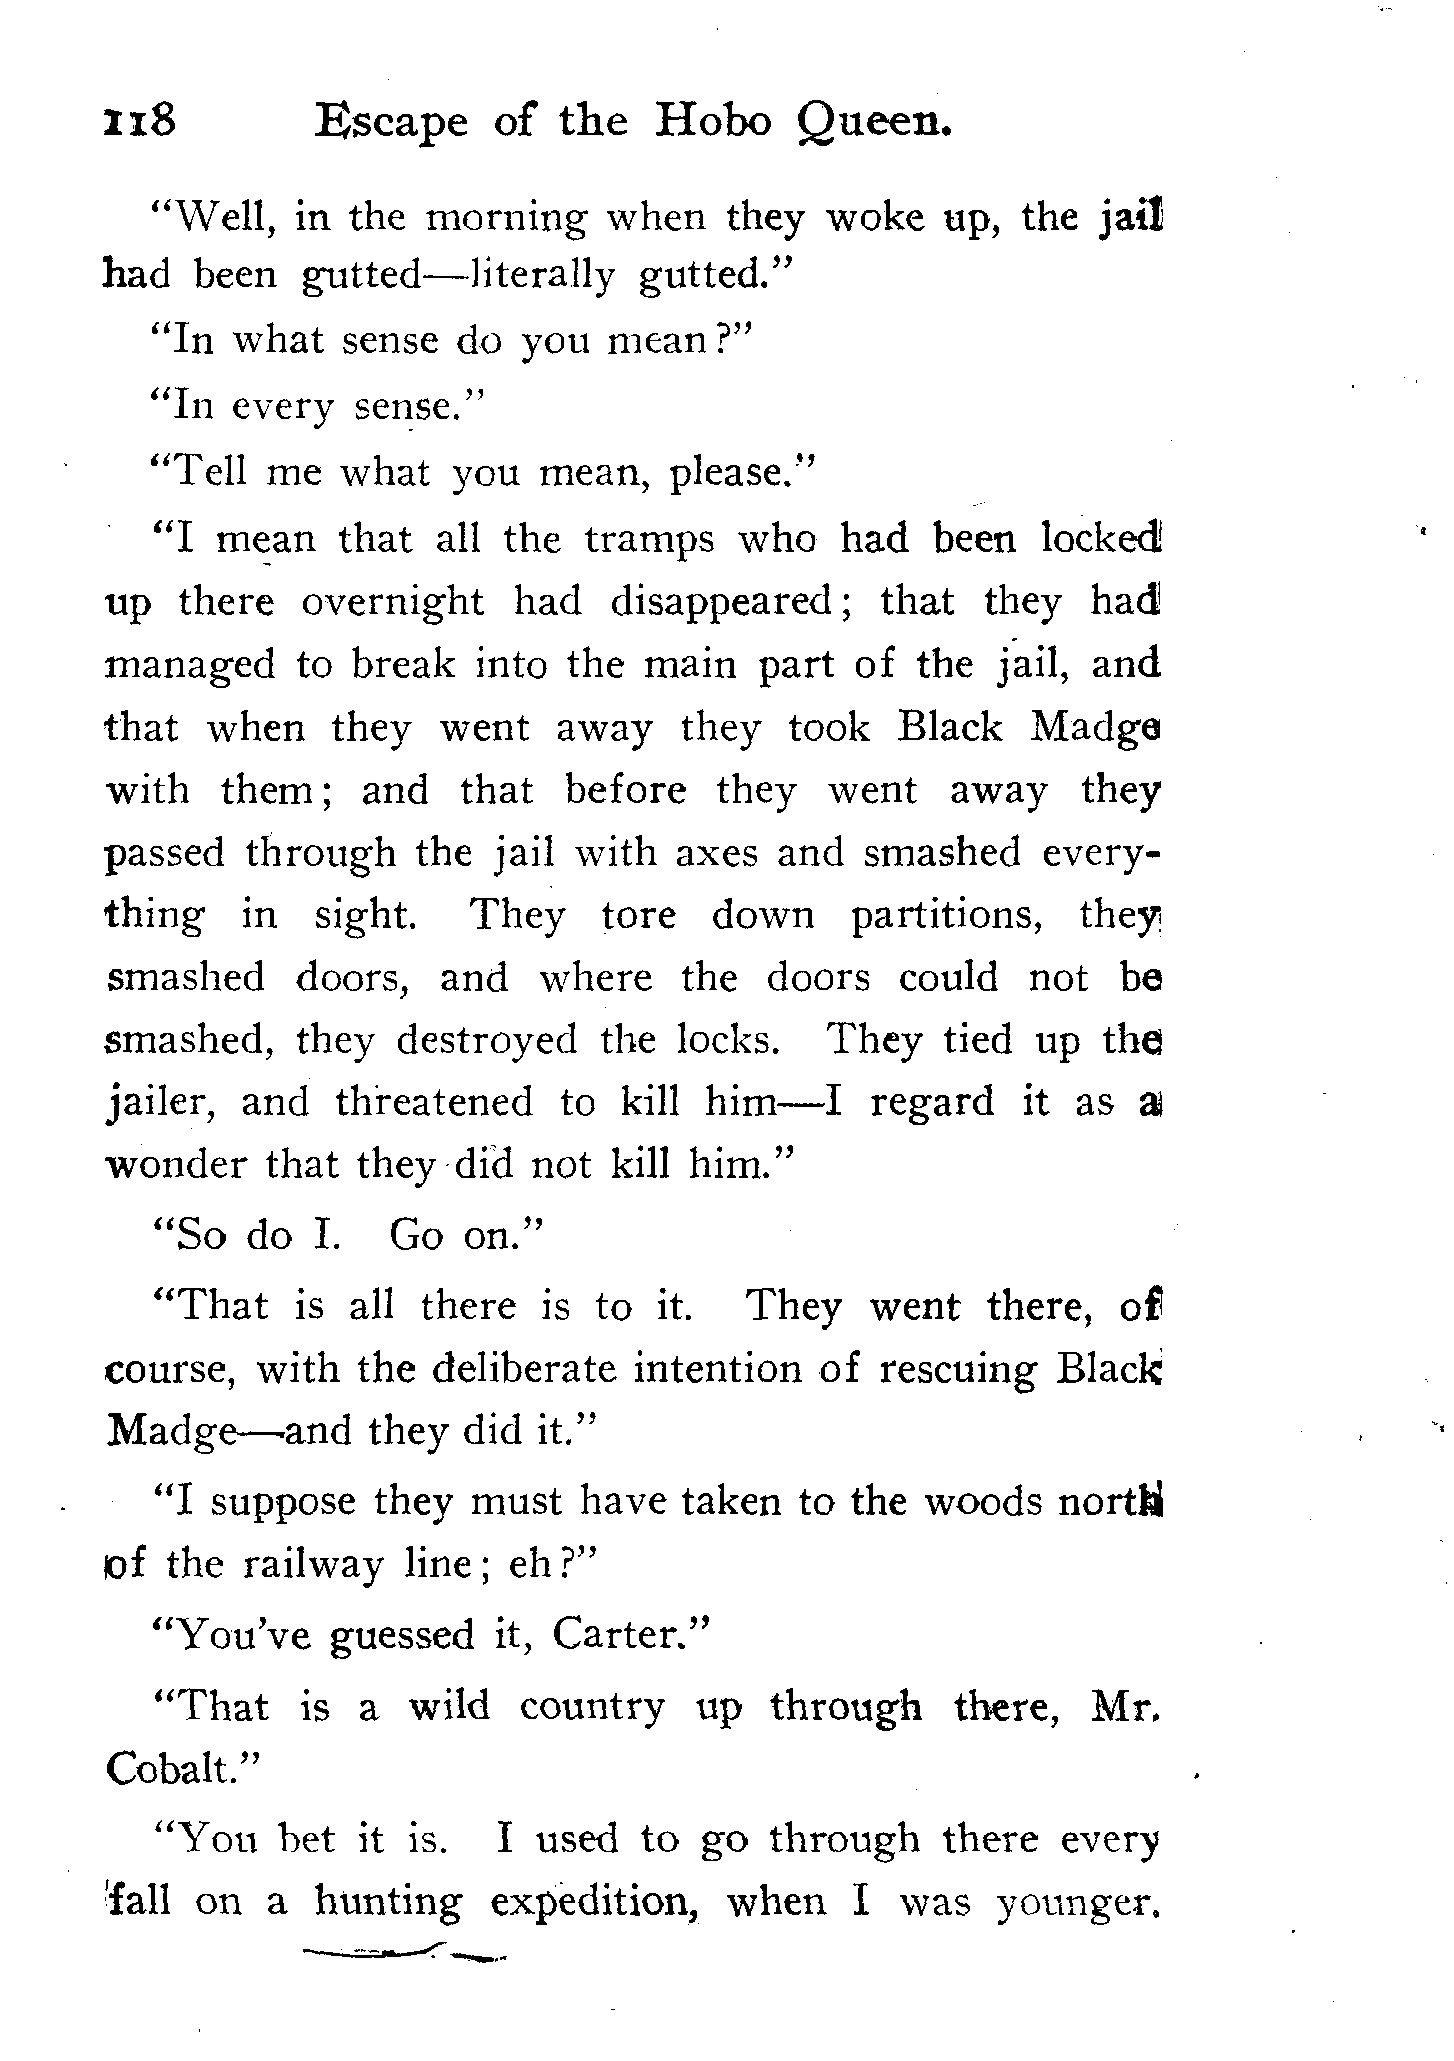 118 Escape of the Hobo Queen.
"Well, in the morning when they woke up, the jail
had been gutted—literally gutted."
"In what sense do you mean?"
"In every sense."
"Tell me what you mean, please."
"I mean that all the tramps who had been locked
up there overnight had disappeared; that they had
managed to break into the main part of the jail, and
that when they went away they took Black Madge
with them; and that before they went away they
passed through the jail with axes and smashed every-
thing in sight. They tore down partitions, they
smashed doors, and where the doors could not be
smashed, they destroyed the locks. They tied up the
jailer, and threatened to kill him—I regard it as a
wonder that they did not kill him."
"So do I. Go on."
"That is all there is to it. They went there, of
course, with the deliberate intention of rescuing Black
Madge—and they did it."
"I suppose they must have taken to the woods north
of the railway line; eh?"
"You've guessed it, Carter."
"That is a wild country up through there, Mr.
Cobalt."
"You bet it is. I used to go through there every
fall on a hunting expedition, when I was younger.